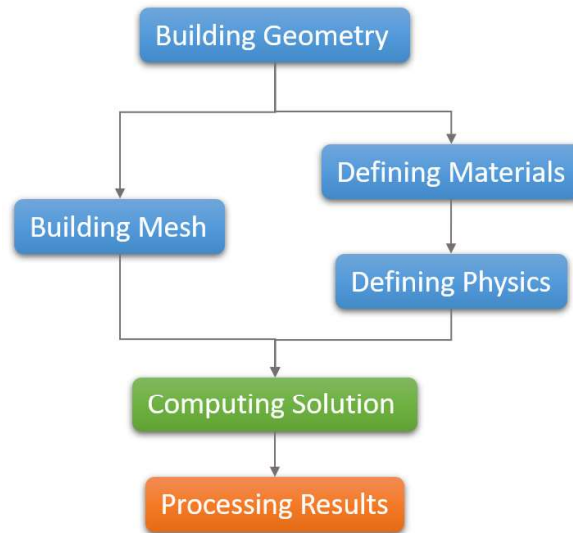 Building Geometry
Defining Materials
Building Mesh
Defining Physics
Computing Solution
Processing Results